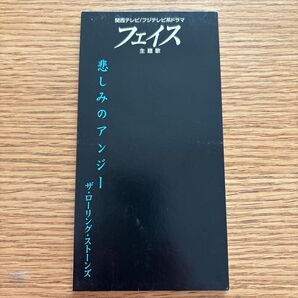 関西テレビ/フジテレビ系ドラマ
フェイス
主題歌
悲しみのアンジー
ザ・ローリング・ストーンズ